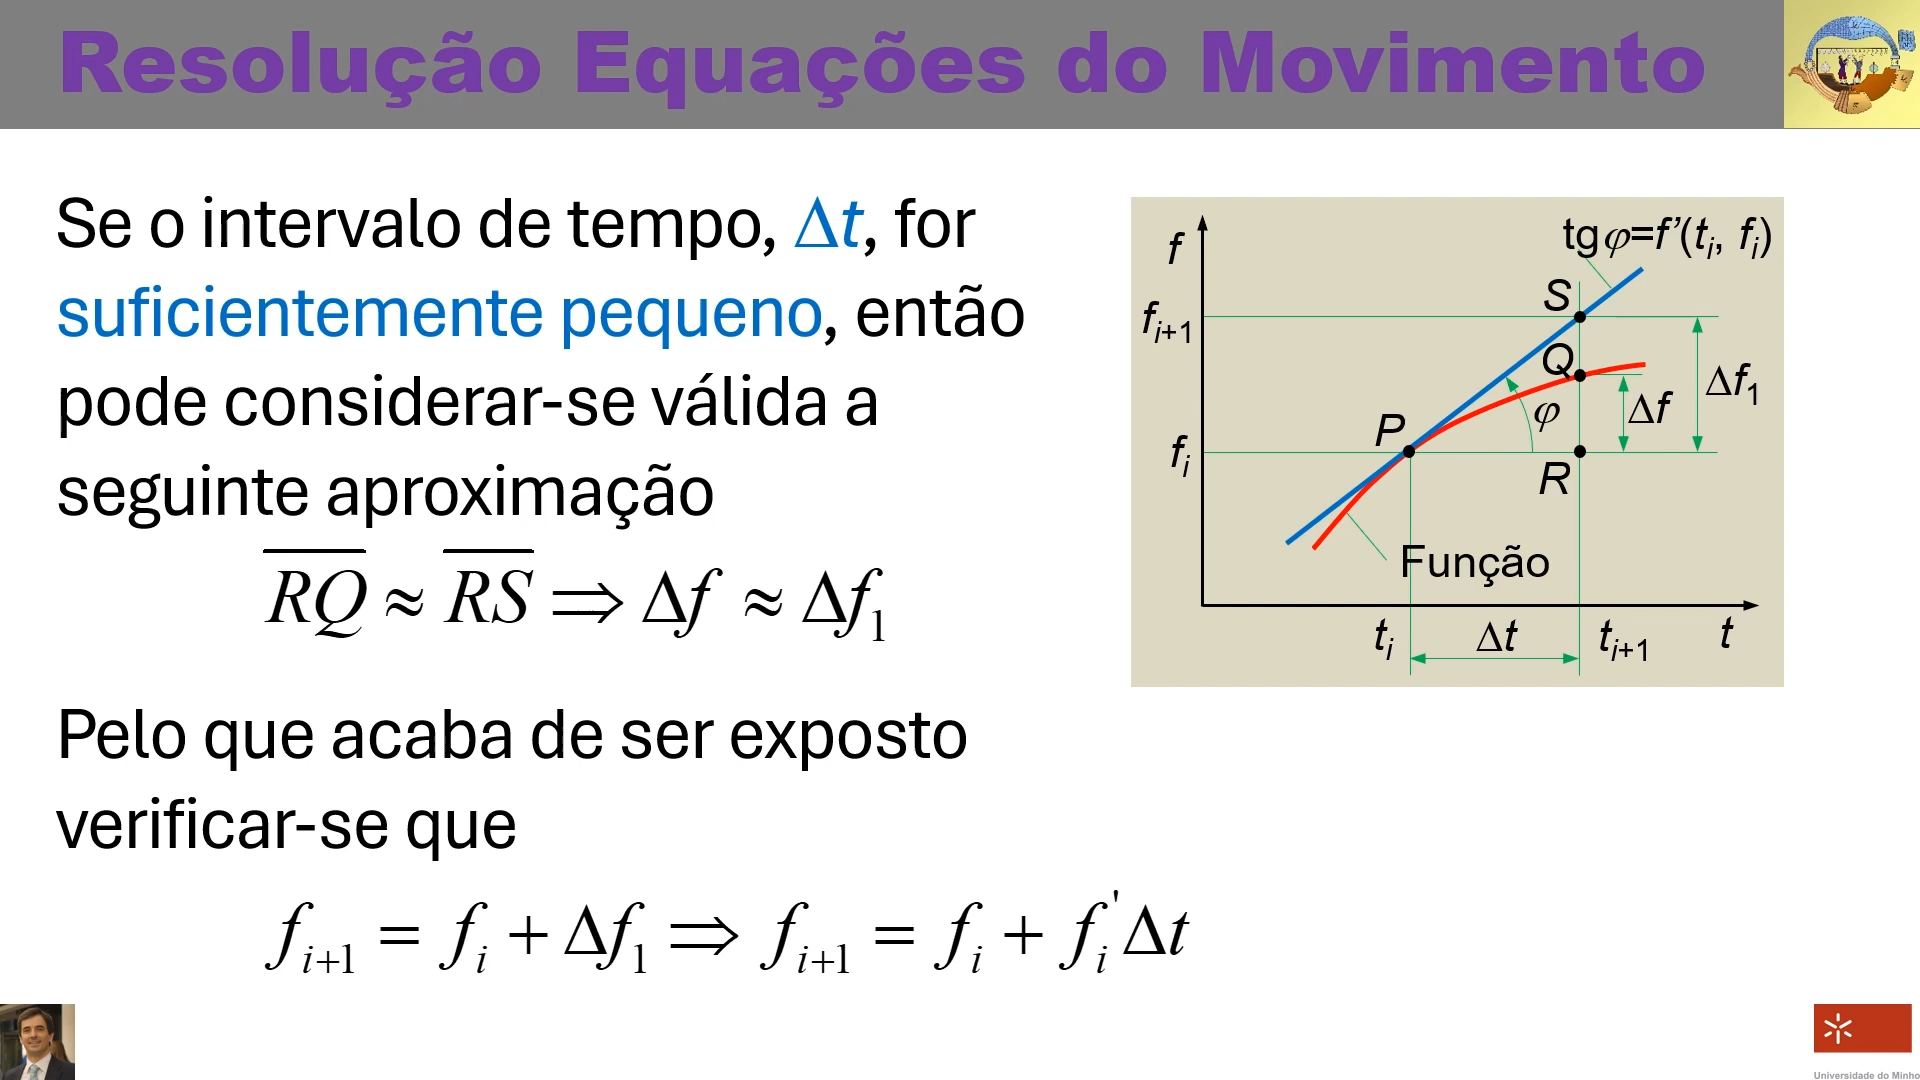 Resolução Equações do Movimento
Se o intervalo de tempo, Δt, for
suficientemente pequeno, então
pode considerar-se válida a
seguinte aproximação
RQ ≈ RS ⇒ Δf ≈ Δf1
Pelo que acaba de ser exposto
verificar-se que
fi+1 = fi + Δf1 ⇒ fi+1 = fi + fi'Δt
f
tgφ=f’(ti, fi)
S
fi+1
Q
Δf1
φ
Δf
P
fi
R
Função
ti
Δt
ti+1
t
Universidade do Minho